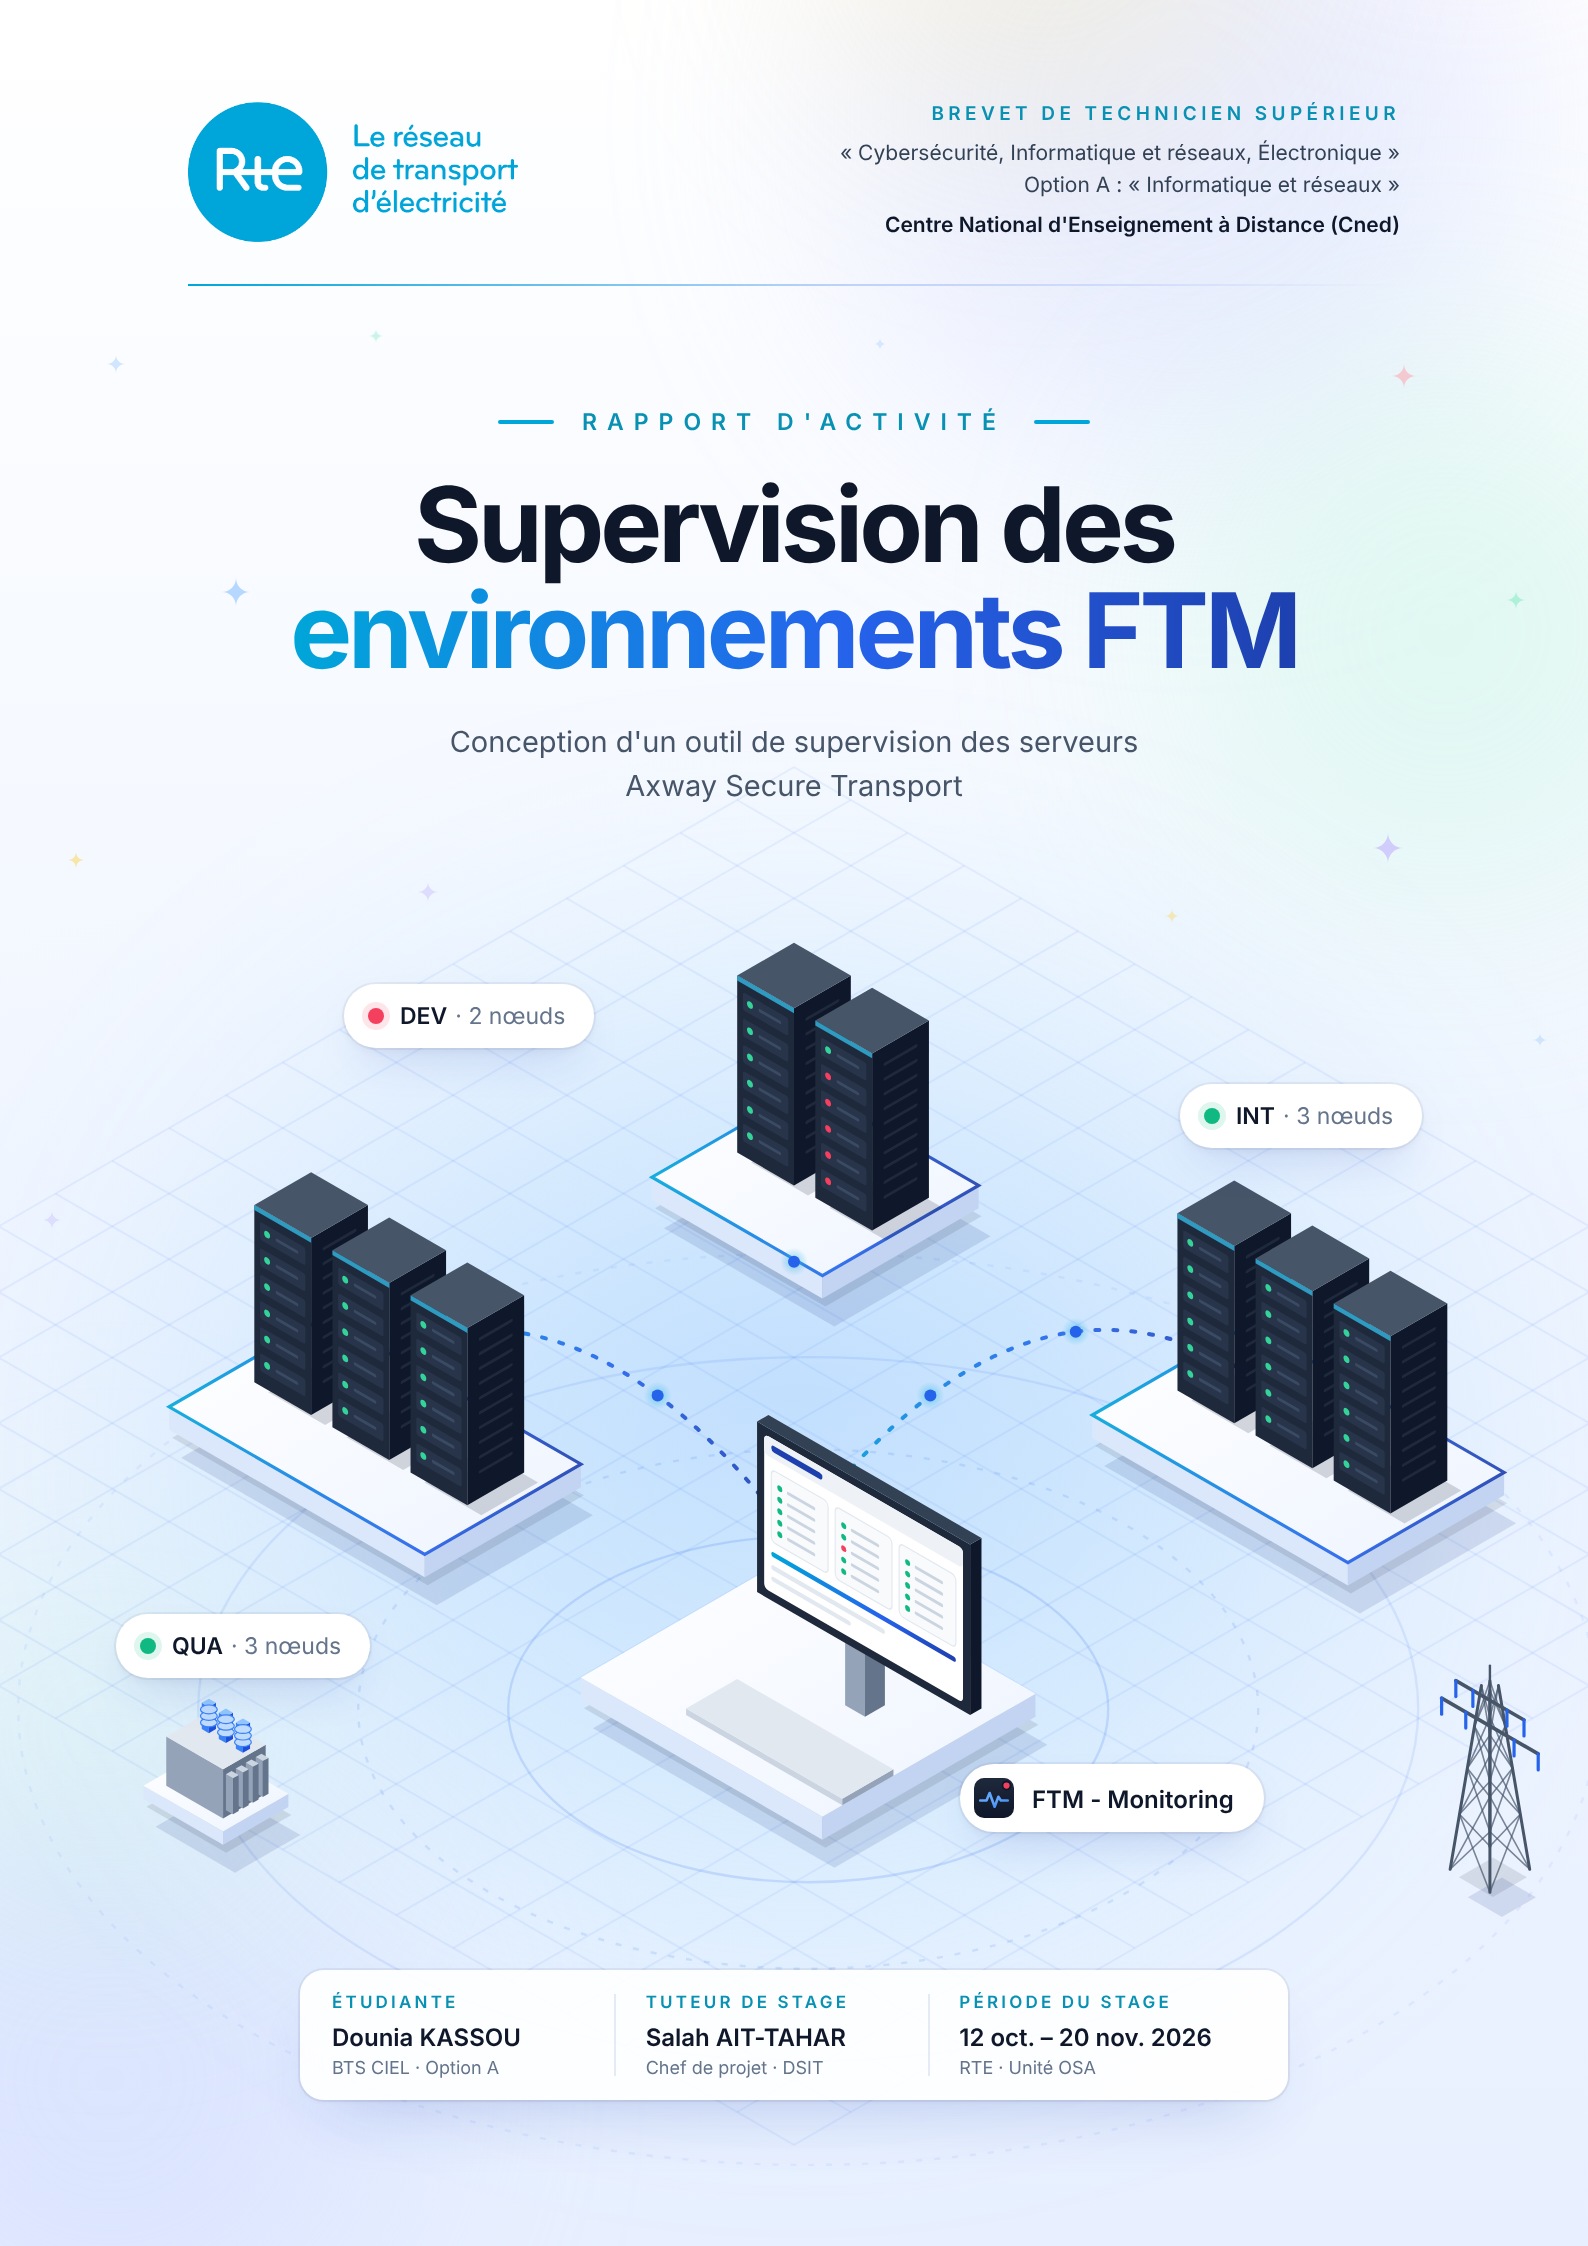 Rte
Le réseau
de transport
d'électricité
BREVET DE TECHNICIEN SUPÉRIEUR
« Cybersécurité, Informatique et réseaux, Électronique »
Option A : « Informatique et réseaux »
Centre National d'Enseignement à Distance (Cned)
RAPPORT D'ACTIVITÉ
Supervision des
environnements FTM
Conception d'un outil de supervision des serveurs
Axway Secure Transport
DEV · 2 nœuds
INT · 3 nœuds
QUA · 3 nœuds
FTM - Monitoring
ÉTUDIANTE
Dounia KASSOU
BTS CIEL · Option A
TUTEUR DE STAGE
Salah AIT-TAHAR
Chef de projet · DSIT
PÉRIODE DU STAGE
12 oct. – 20 nov. 2026
RTE · Unité OSA